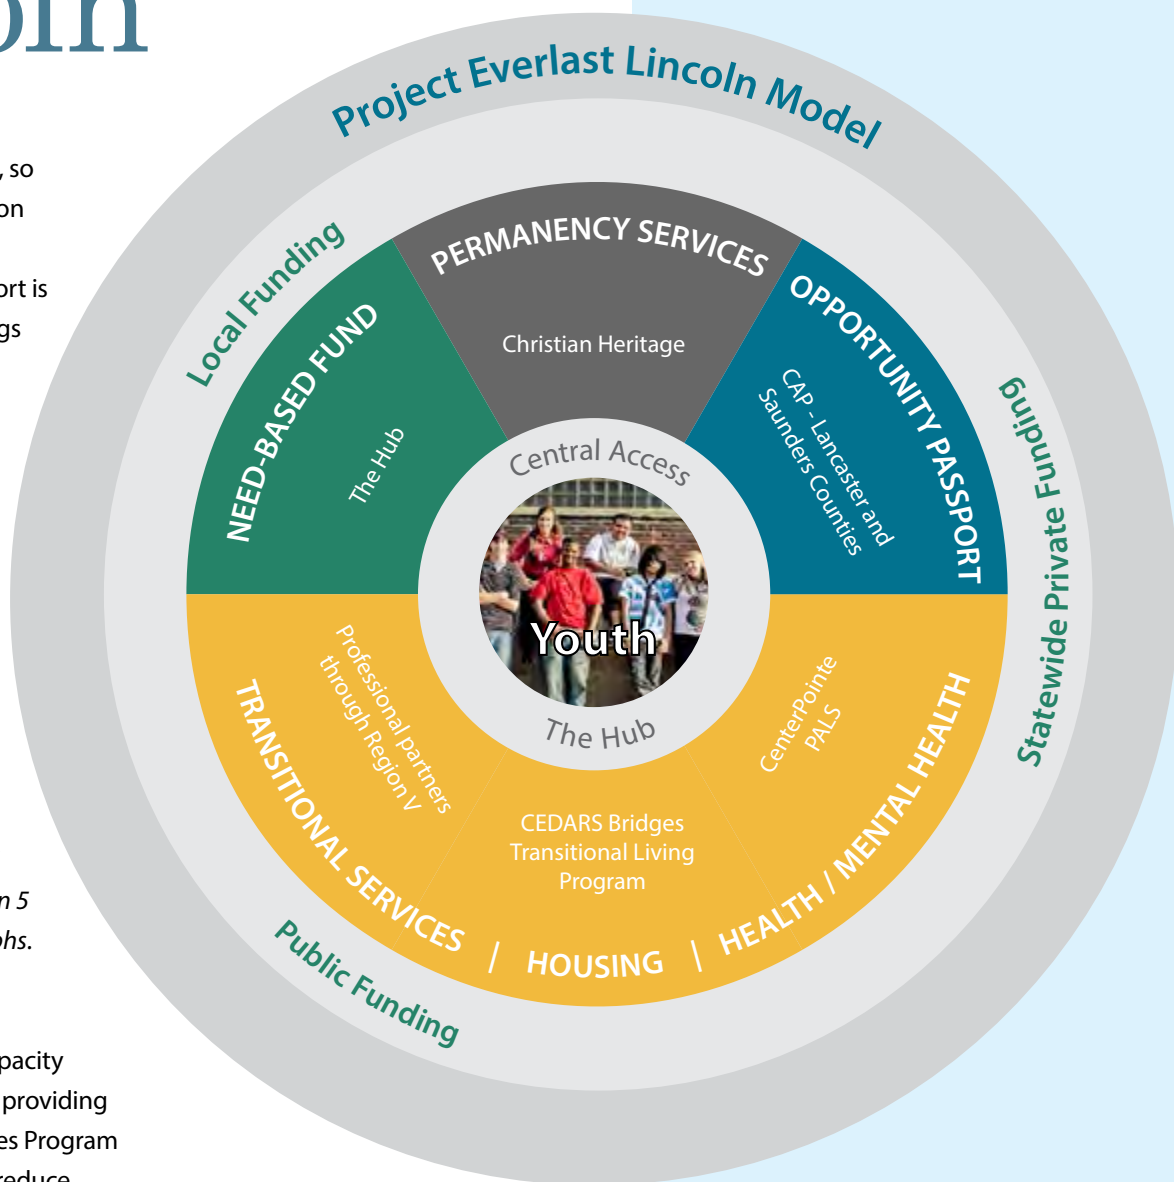 Project Everlast Lincoln Model
, so
on
ort is
gs
n 5
phs.
pacity
providing
es Program
reduce
Local Funding
Statewide Private Funding
Public Funding
PERMANENCY SERVICES
Christian Heritage
OPPORTUNITY PASSPORT
CAP - Lancaster and
Saunders Counties
NEED-BASED FUND
The Hub
Central Access
Youth
The Hub
TRANSITIONAL SERVICES | HOUSING | HEALTH / MENTAL HEALTH
Professional partners
through Region V
CEDARS Bridges
Transitional Living
Program
CenterPointe
PALS